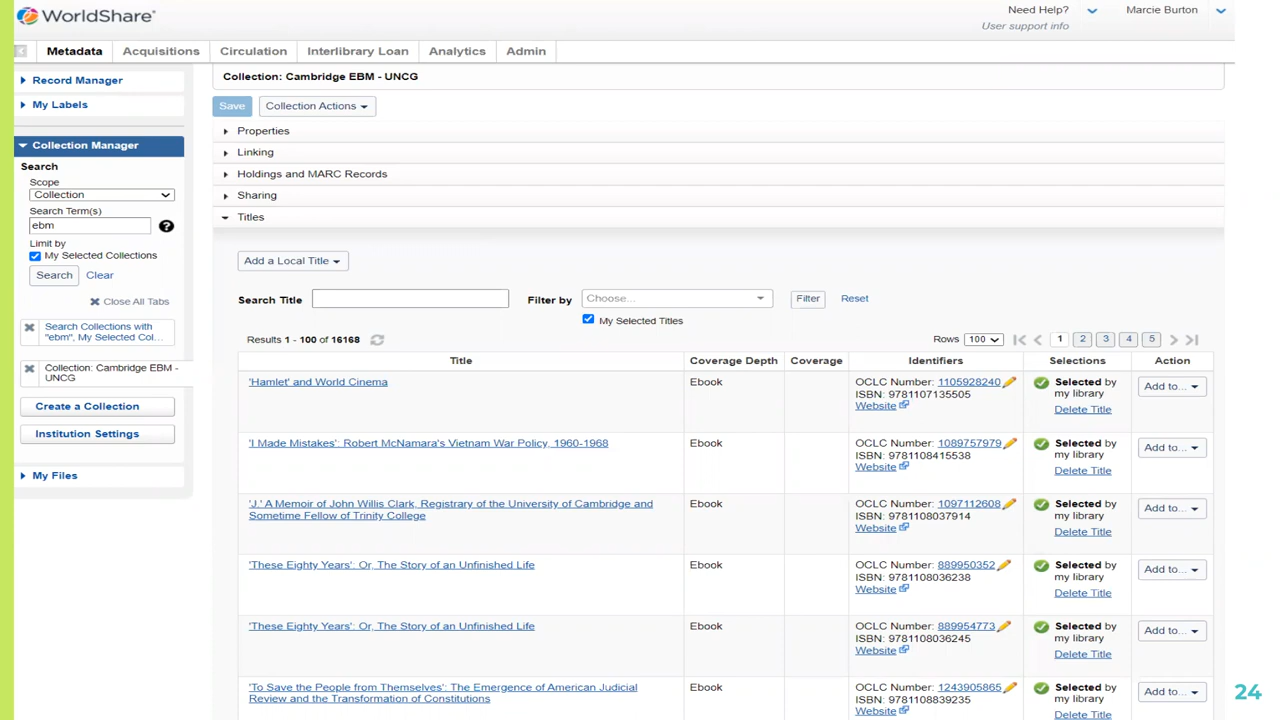 WorldShare®
Need Help?
Marcie Burton
User support info
Metadata
Acquisitions
Circulation
Interlibrary Loan
Analytics
Admin
Record Manager
My Labels
Collection Manager
Search
Scope
Collection
Search Term(s)
ebm
Limit by
My Selected Collections
Search Clear
Close All Tabs
Search Collections with
"ebm", My Selected Col...
Collection: Cambridge EBM -
UNCG
Create a Collection
Institution Settings
My Files
Collection: Cambridge EBM - UNCG
Save Collection Actions
Properties
Linking
Holdings and MARC Records
Sharing
Titles
Add a Local Title
Search Title Filter by Choose... Filter Reset
My Selected Titles
Results 1 - 100 of 16168 Rows 100 1 2 3 4 5
Title Coverage Depth Coverage Identifiers Selections Action
'Hamlet' and World Cinema
Ebook
OCLC Number: 1105928240
ISBN: 9781107135505
Website
Selected by
my library
Delete Title
Add to...
'I Made Mistakes': Robert McNamara's Vietnam War Policy, 1960-1968
Ebook
OCLC Number: 1089757979
ISBN: 9781108415538
Website
Selected by
my library
Delete Title
Add to...
'J.' A Memoir of John Willis Clark, Registrary of the University of Cambridge and
Sometime Fellow of Trinity College
Ebook
OCLC Number: 1097112608
ISBN: 9781108037914
Website
Selected by
my library
Delete Title
Add to...
'These Eighty Years': Or, The Story of an Unfinished Life
Ebook
OCLC Number: 889950352
ISBN: 9781108036238
Website
Selected by
my library
Delete Title
Add to...
'These Eighty Years': Or, The Story of an Unfinished Life
Ebook
OCLC Number: 889954773
ISBN: 9781108036245
Website
Selected by
my library
Delete Title
Add to...
'To Save the People from Themselves': The Emergence of American Judicial
Review and the Transformation of Constitutions
Ebook
OCLC Number: 1243905865
ISBN: 9781108839235
Website
Selected by
my library
Delete Title
Add to...
24